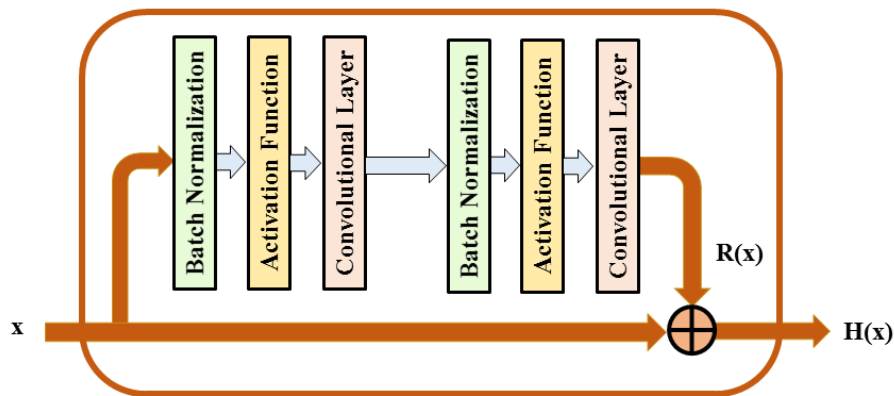 Batch Normalization
Activation Function
Convolutional Layer
Batch Normalization
Activation Function
Convolutional Layer
R(x)
x
H(x)